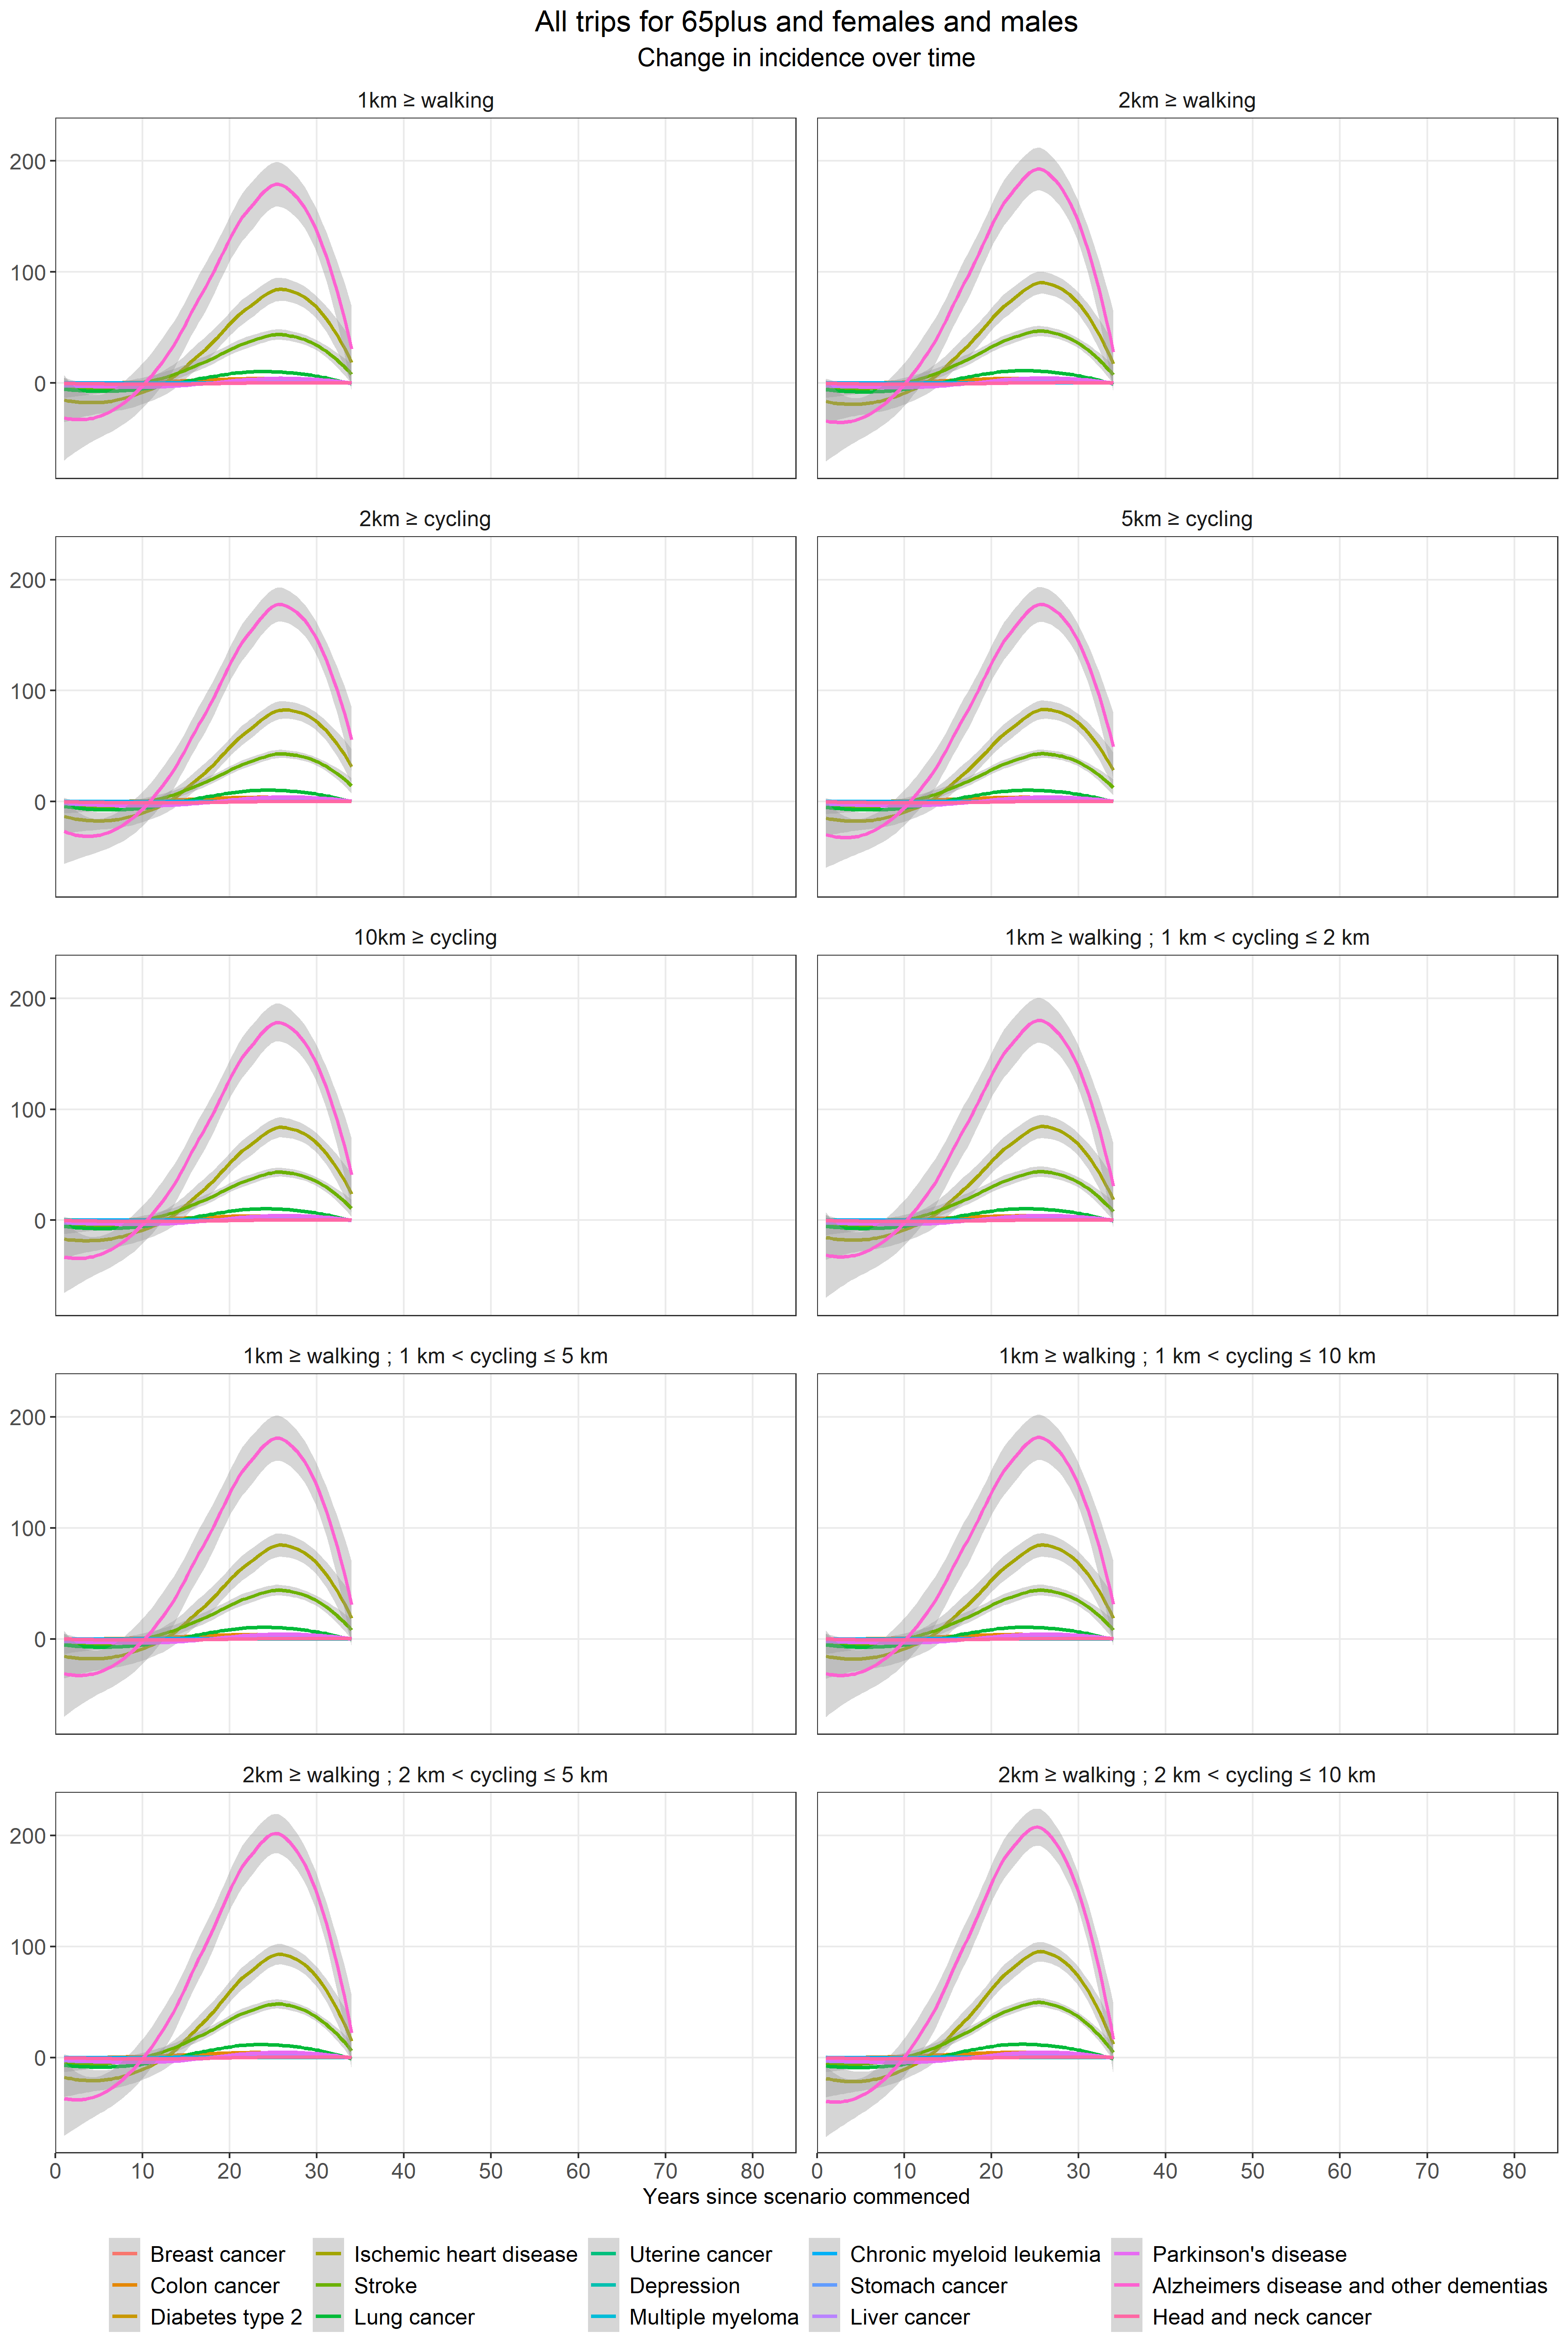 All trips for 65plus and females and males
Change in incidence over time
1km ≥ walking
2km ≥ walking
200
100
0
2km ≥ cycling
5km ≥ cycling
200
100
0
10km ≥ cycling
1km ≥ walking ; 1 km < cycling ≤ 2 km
200
100
0
1km ≥ walking ; 1 km < cycling ≤ 5 km
1km ≥ walking ; 1 km < cycling ≤ 10 km
200
100
0
2km ≥ walking ; 2 km < cycling ≤ 5 km
2km ≥ walking ; 2 km < cycling ≤ 10 km
200
100
0
0 10 20 30 40 50 60 70 80
0 10 20 30 40 50 60 70 80
Years since scenario commenced
Breast cancer
Colon cancer
Diabetes type 2
Ischemic heart disease
Stroke
Lung cancer
Uterine cancer
Depression
Multiple myeloma
Chronic myeloid leukemia
Stomach cancer
Liver cancer
Parkinson's disease
Alzheimers disease and other dementias
Head and neck cancer